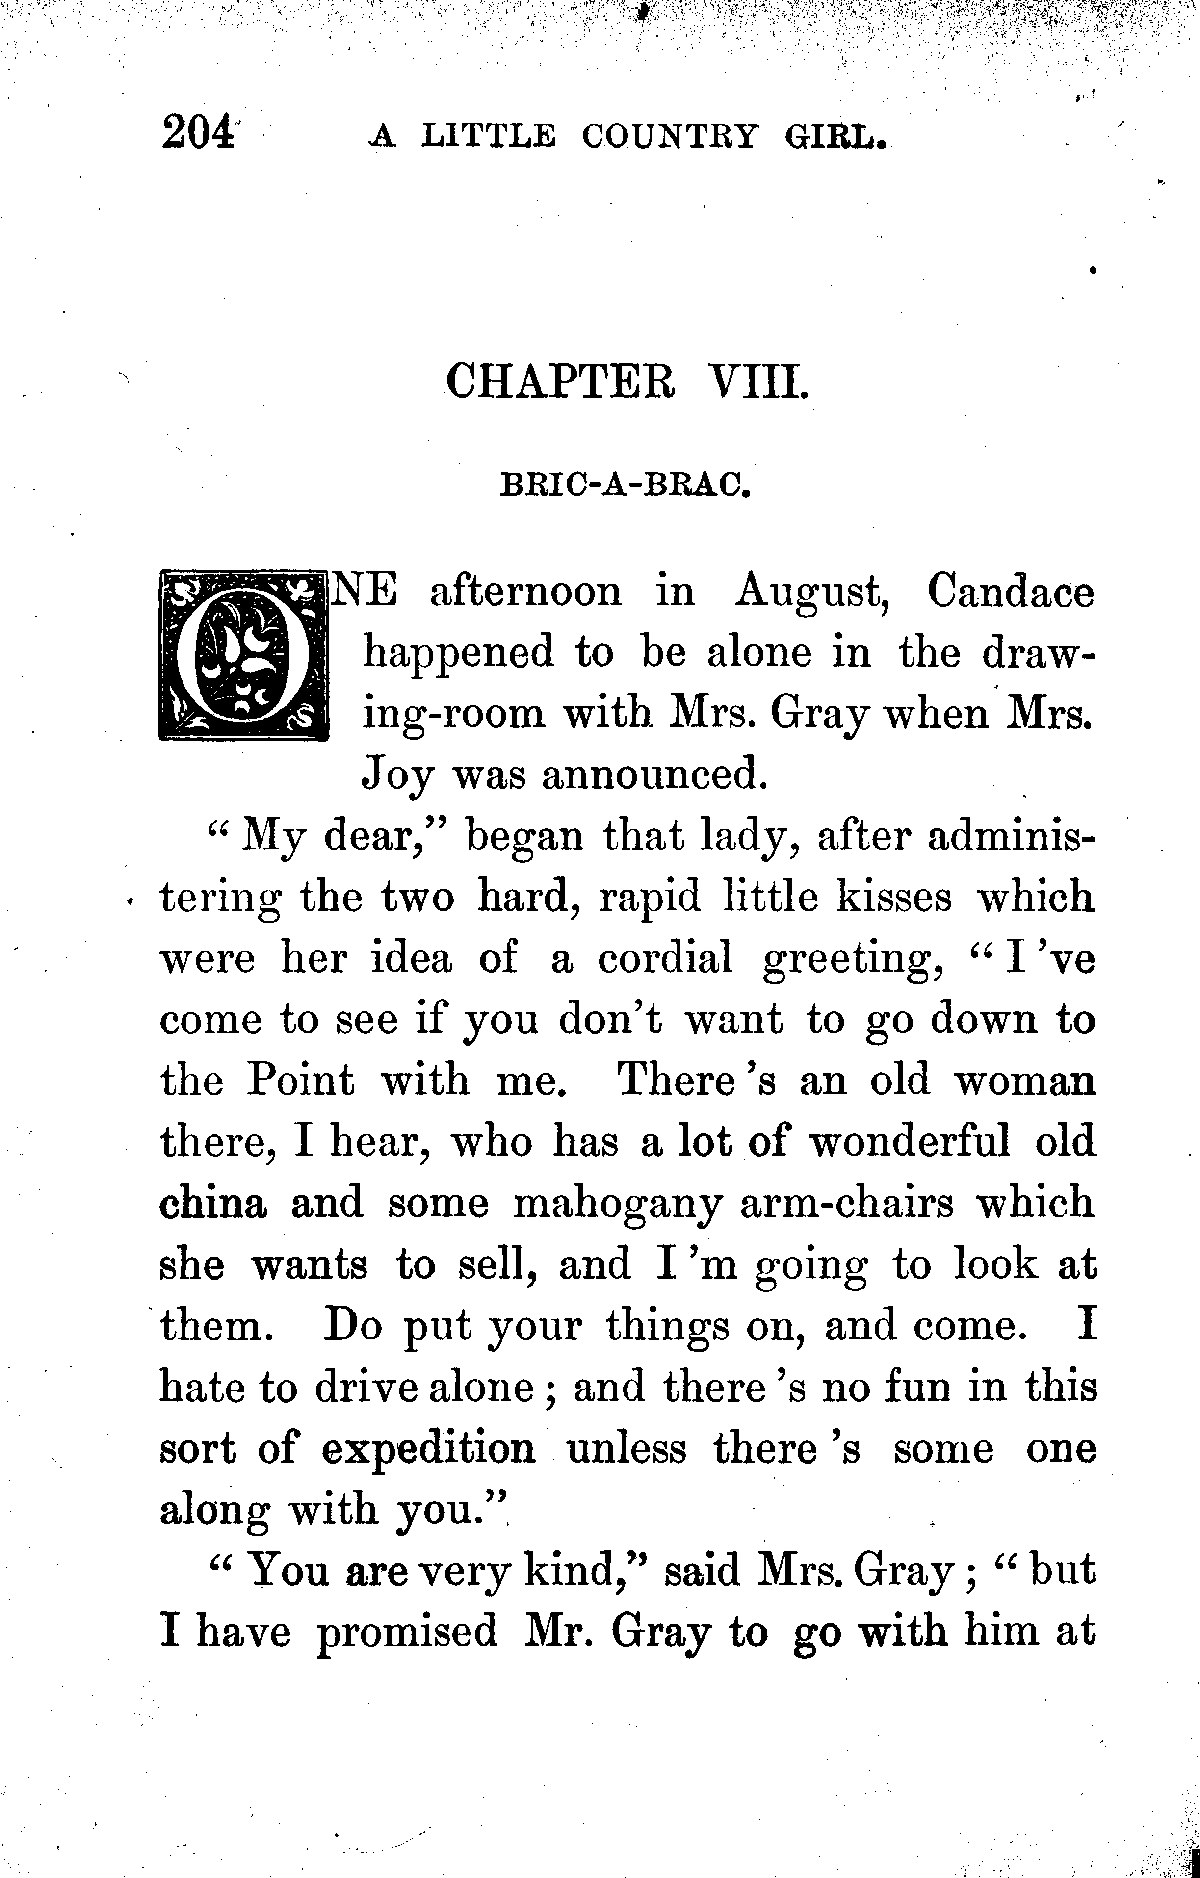 204 A LITTLE COUNTRY GIRL.
CHAPTER VIII.
BRIC-A-BRAC.
ONE afternoon in August, Candace
happened to be alone in the draw-
ing-room with Mrs. Gray when Mrs.
Joy was announced.
“ My dear,” began that lady, after adminis-
tering the two hard, rapid little kisses which
were her idea of a cordial greeting, “ I ’ve
come to see if you don’t want to go down to
the Point with me. There ’s an old woman
there, I hear, who has a lot of wonderful old
china and some mahogany arm-chairs which
she wants to sell, and I ’m going to look at
them. Do put your things on, and come. I
hate to drive alone ; and there ’s no fun in this
sort of expedition unless there ’s some one
along with you.”
“ You are very kind,” said Mrs. Gray ; “ but
I have promised Mr. Gray to go with him at